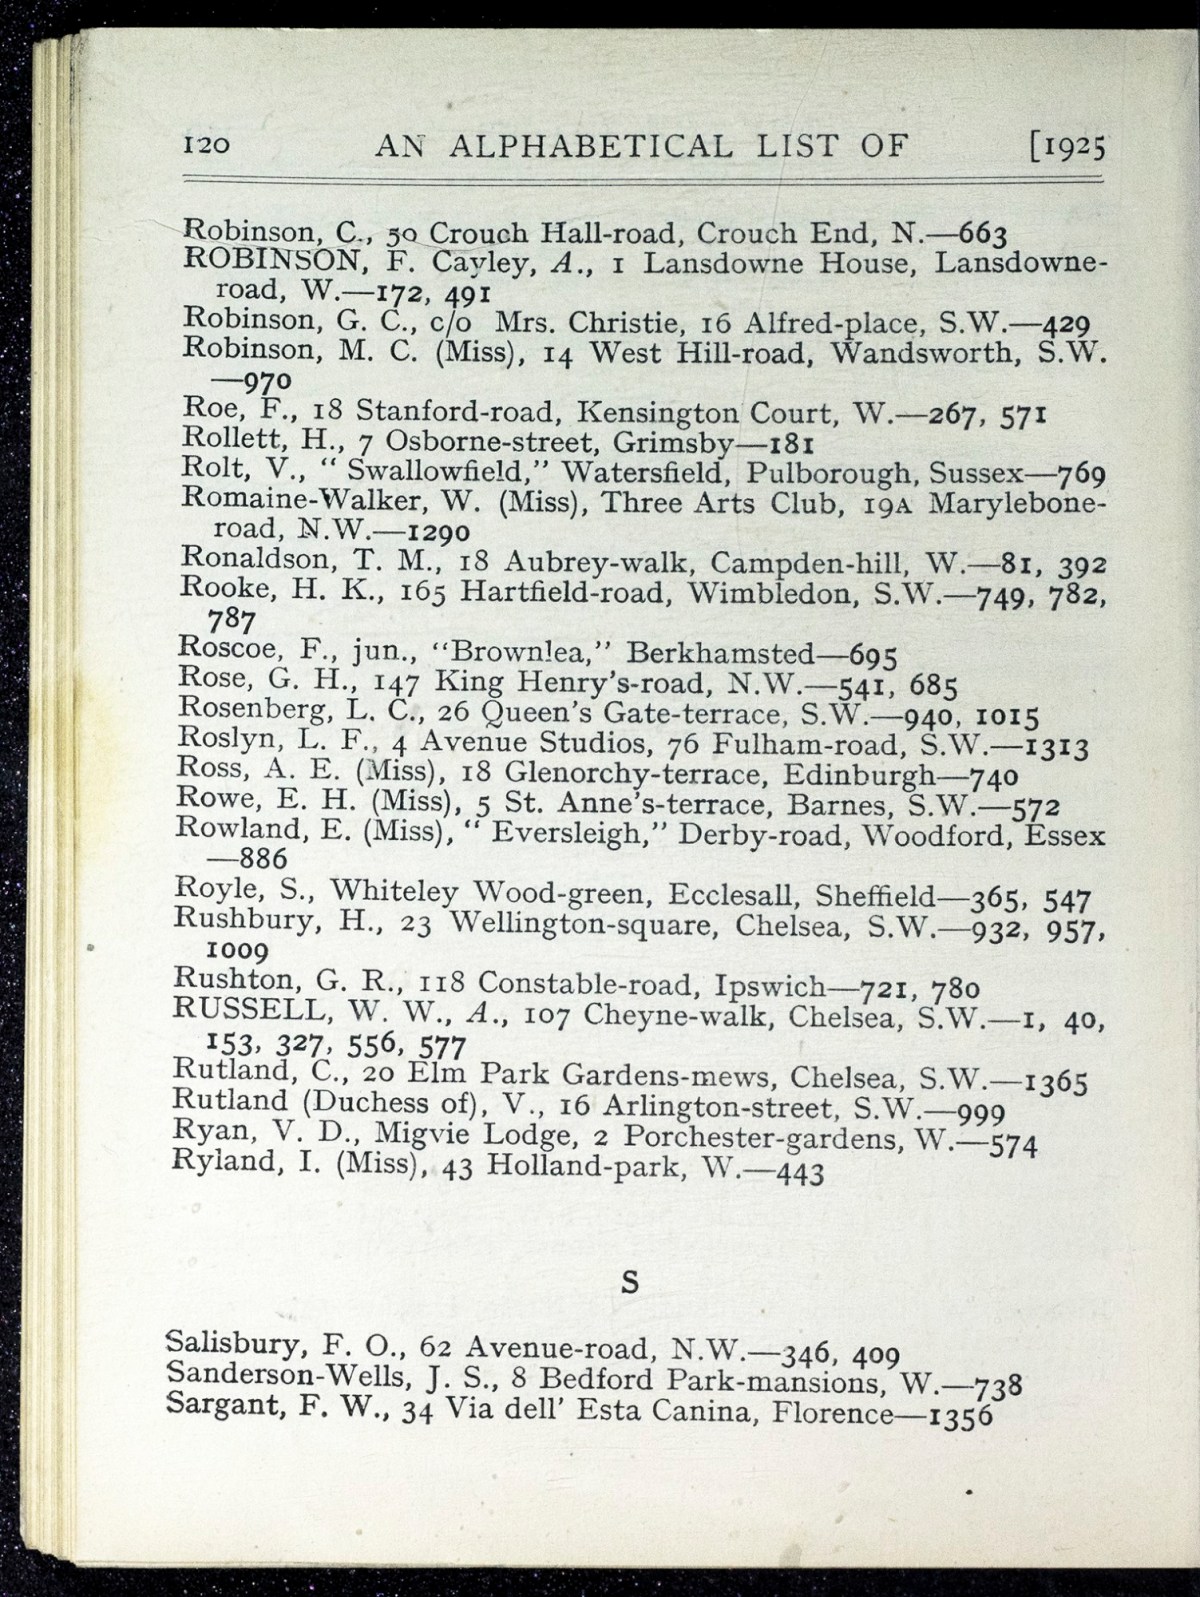 120 AN ALPHABETICAL LIST OF [1925
Robinson, C., 50 Crouch Hall-road, Crouch End, N.—663
ROBINSON, F. Cayley, A., 1 Lansdowne House, Lansdowne-
road, W.—172, 491
Robinson, G. C., c/o Mrs. Christie, 16 Alfred-place, S.W.—429
Robinson, M. C. (Miss), 14 West Hill-road, Wandsworth, S.W.
—970
Roe, F., 18 Stanford-road, Kensington Court, W.—267, 571
Rollett, H., 7 Osborne-street, Grimsby—181
Rolt, V., “ Swallowfield,” Watersfield, Pulborough, Sussex—769
Romaine-Walker, W. (Miss), Three Arts Club, 19A Marylebone-
road, N.W.—1290
Ronaldson, T. M., 18 Aubrey-walk, Campden-hill, W.—81, 392
Rooke, H. K., 165 Hartfield-road, Wimbledon, S.W.—749, 782,
787
Roscoe, F., jun., “Brownlea,” Berkhamsted—695
Rose, G. H., 147 King Henry's-road, N.W.—541, 685
Rosenberg, L. C., 26 Queen's Gate-terrace, S.W.—940, 1015
Roslyn, L. F., 4 Avenue Studios, 76 Fulham-road, S.W.—1313
Ross, A. E. (Miss), 18 Glenorchy-terrace, Edinburgh—740
Rowe, E. H. (Miss), 5 St. Anne's-terrace, Barnes, S.W.—572
Rowland, E. (Miss), “ Eversleigh,” Derby-road, Woodford, Essex
—886
Royle, S., Whiteley Wood-green, Ecclesall, Sheffield—365, 547
Rushbury, H., 23 Wellington-square, Chelsea, S.W.—932, 957,
1009
Rushton, G. R., 118 Constable-road, Ipswich—721, 780
RUSSELL, W. W., A., 107 Cheyne-walk, Chelsea, S.W.—1, 40,
153, 327, 556, 577
Rutland, C., 20 Elm Park Gardens-mews, Chelsea, S.W.—1365
Rutland (Duchess of), V., 16 Arlington-street, S.W.—999
Ryan, V. D., Migvie Lodge, 2 Porchester-gardens, W.—574
Ryland, I. (Miss), 43 Holland-park, W.—443
S
Salisbury, F. O., 62 Avenue-road, N.W.—346, 409
Sanderson-Wells, J. S., 8 Bedford Park-mansions, W.—738
Sargant, F. W., 34 Via dell' Esta Canina, Florence—1356